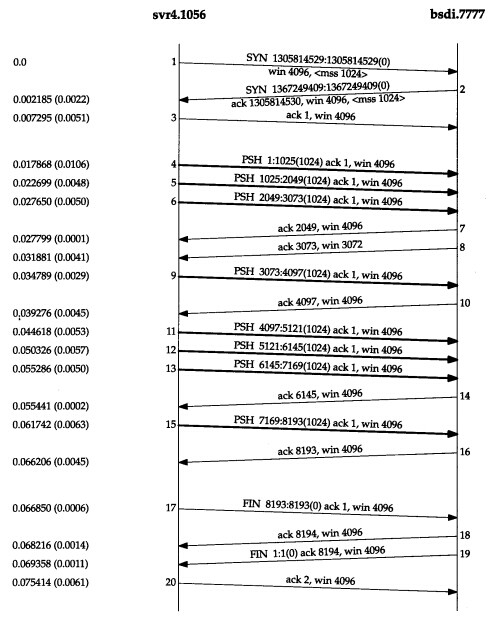 svr4.1056 bsdi.7777
0.0 1 SYN 1305814529:1305814529(0)
win 4096, <mss 1024>
SYN 1367249409:1367249409(0) 2
0.002185 (0.0022) ack 1305814530, win 4096, <mss 1024>
0.007295 (0.0051) 3 ack 1, win 4096
0.017868 (0.0106) 4 PSH 1:1025(1024) ack 1, win 4096
0.022699 (0.0048) 5 PSH 1025:2049(1024) ack 1, win 4096
0.027650 (0.0050) 6 PSH 2049:3073(1024) ack 1, win 4096
ack 2049, win 4096 7
0.027799 (0.0001)
ack 3073, win 3072 8
0.031881 (0.0041)
0.034789 (0.0029) 9 PSH 3073:4097(1024) ack 1, win 4096
ack 4097, win 4096 10
0.039276 (0.0045)
0.044618 (0.0053) 11 PSH 4097:5121(1024) ack 1, win 4096
0.050326 (0.0057) 12 PSH 5121:6145(1024) ack 1, win 4096
0.055286 (0.0050) 13 PSH 6145:7169(1024) ack 1, win 4096
ack 6145, win 4096 14
0.055441 (0.0002)
0.061742 (0.0063) 15 PSH 7169:8193(1024) ack 1, win 4096
ack 8193, win 4096 16
0.066206 (0.0045)
0.066850 (0.0006) 17 FIN 8193:8193(0) ack 1, win 4096
ack 8194, win 4096 18
0.068216 (0.0014)
FIN 1:1(0) ack 8194, win 4096 19
0.069358 (0.0011)
0.075414 (0.0061) 20 ack 2, win 4096